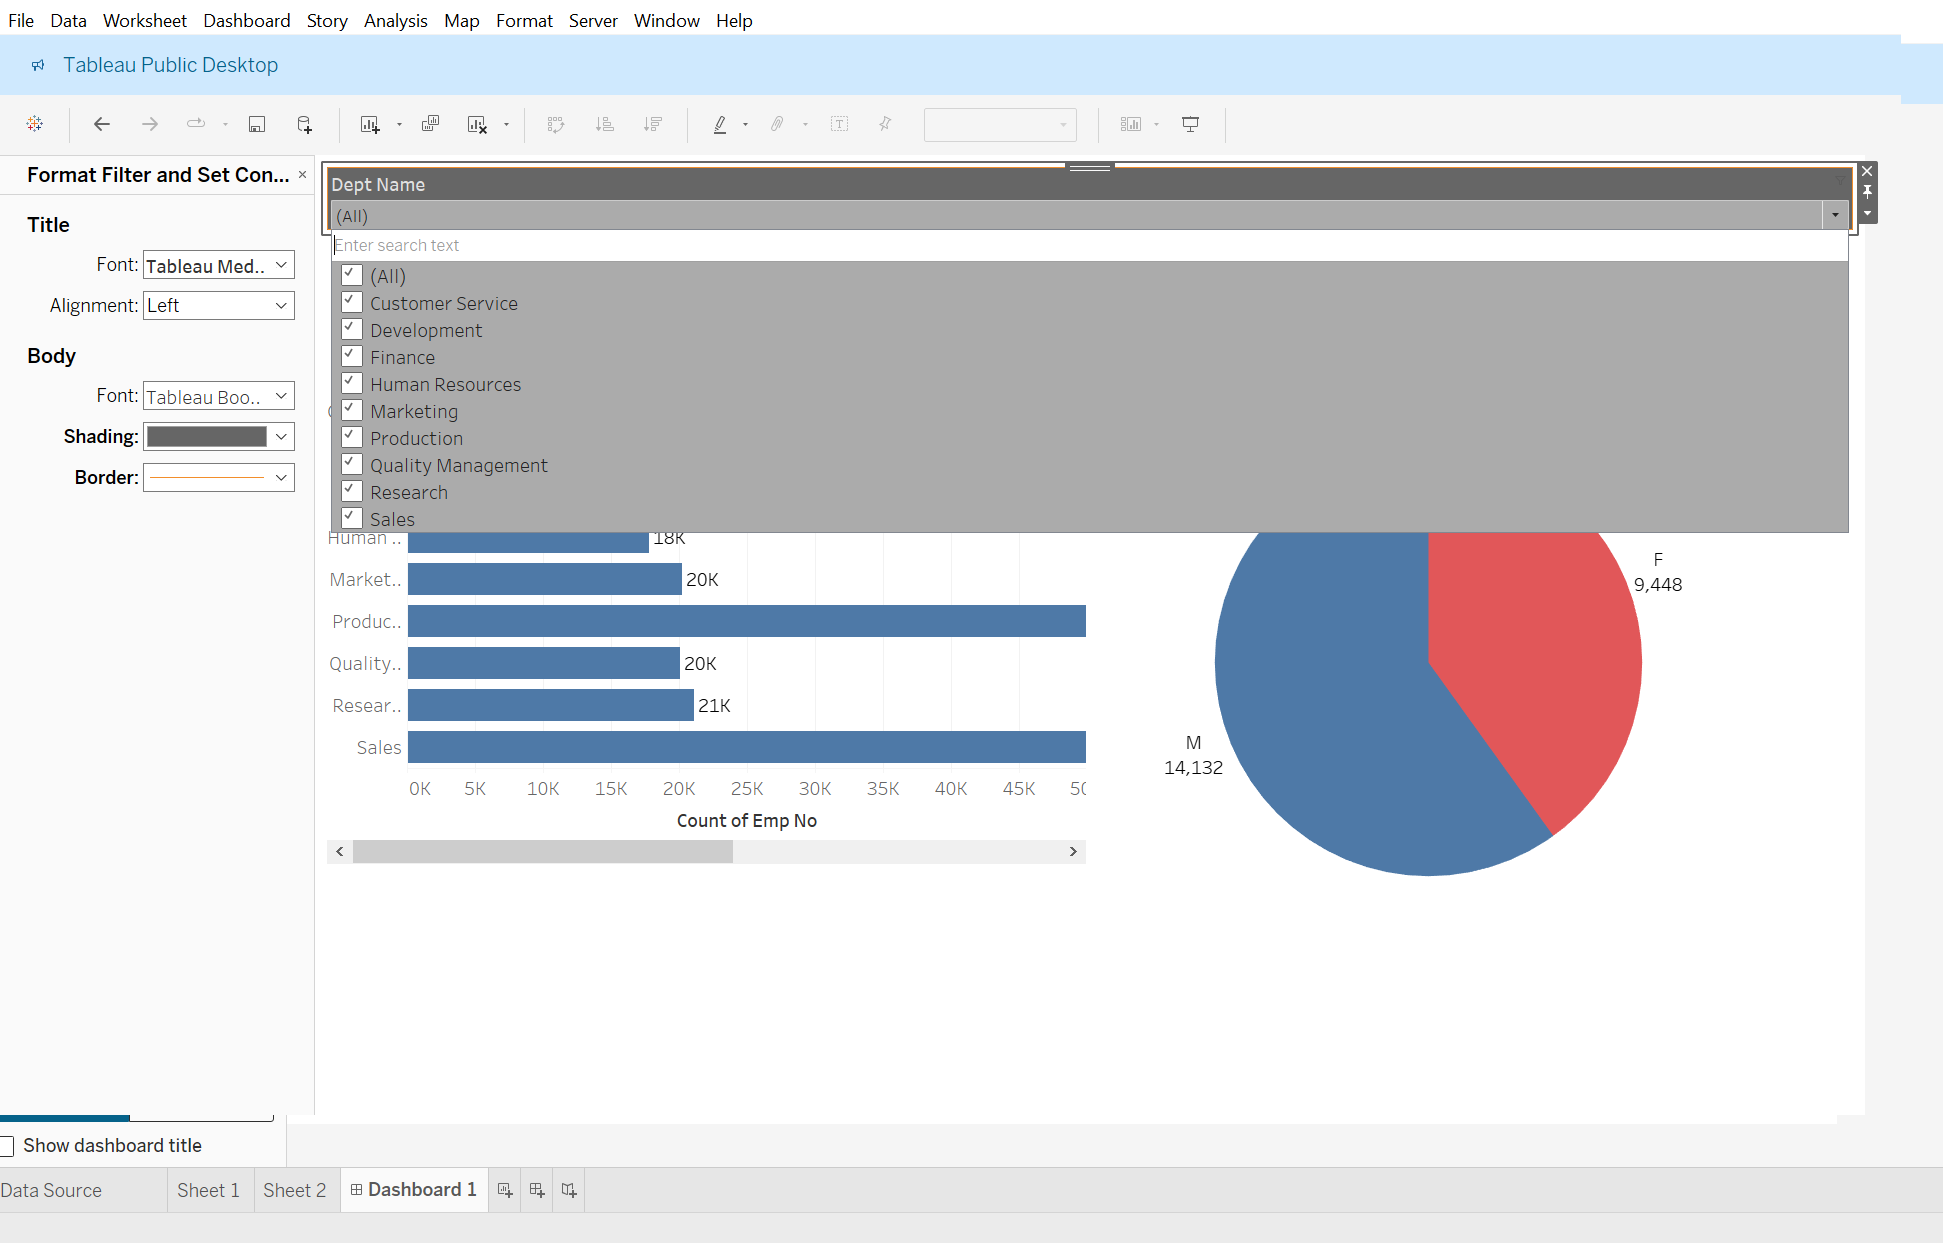 File Data Worksheet Dashboard Story Analysis Map Format Server Window Help
Tableau Public Desktop
Format Filter and Set Con...
Title
Font: Tableau Med..
Alignment: Left
Body
Font: Tableau Boo..
Shading:
Border:
Dept Name
(All)
Enter search text
(All)
Customer Service
Development
Finance
Human Resources
Marketing
Production
Quality Management
Research
Sales
Human .. 18K
Market.. 20K
Produc..
Quality.. 20K
Resear.. 21K
Sales
0K 5K 10K 15K 20K 25K 30K 35K 40K 45K
Count of Emp No
F
9,448
M
14,132
Show dashboard title
Data Source Sheet 1 Sheet 2 Dashboard 1